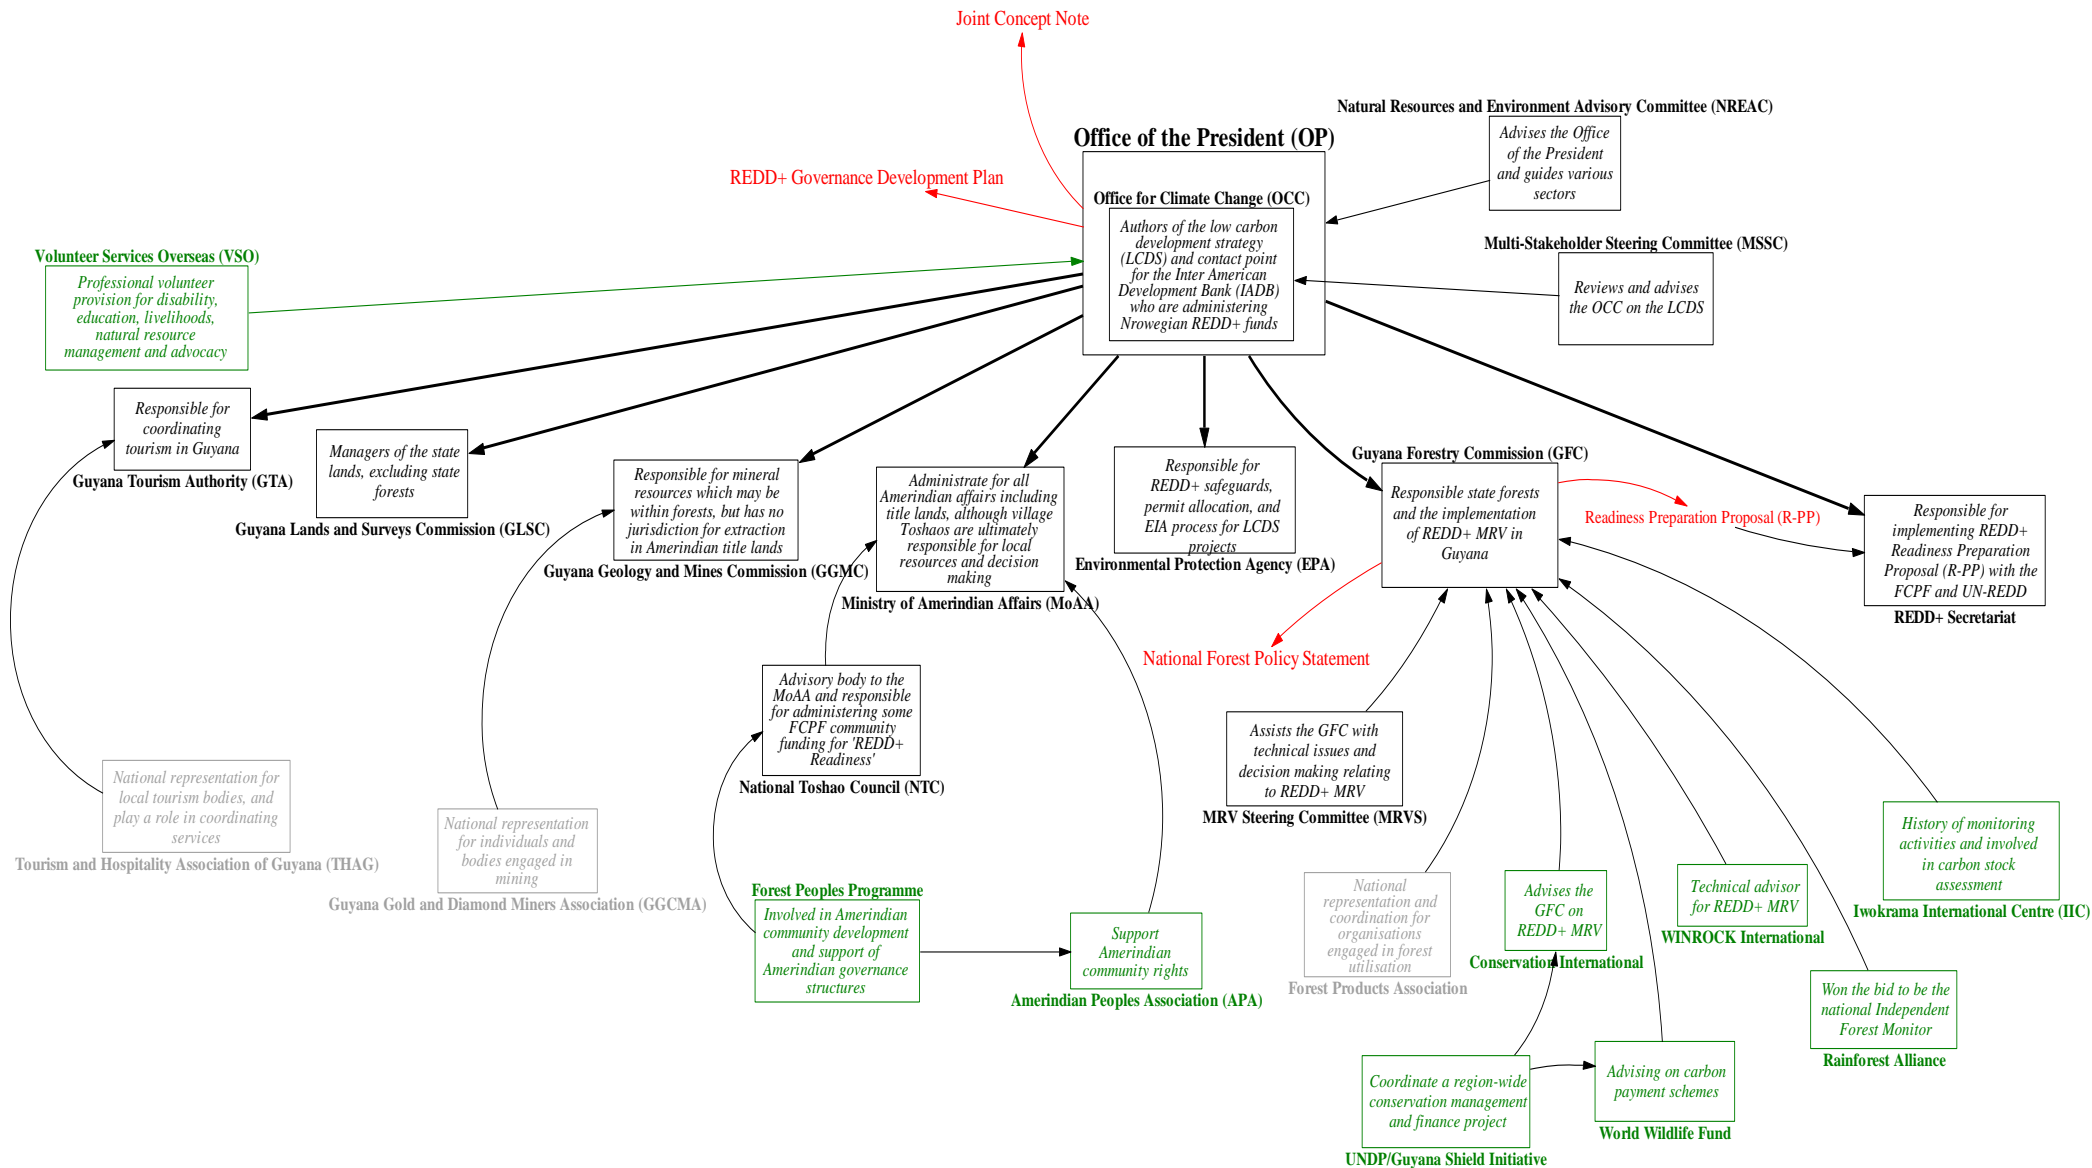 Joint Concept Note
Natural Resources and Environment Advisory Committee (NREAC)
Advises the Office
of the President
and guides various
sectors
Office of the President (OP)
REDD+ Governance Development Plan
Office for Climate Change (OCC)
Authors of the low carbon
development strategy
(LCDS) and contact point
for the Inter American
Development Bank (IADB)
who are administering
Nrowegian REDD+ funds
Multi-Stakeholder Steering Committee (MSSC)
Reviews and advises
the OCC on the LCDS
Volunteer Services Overseas (VSO)
Professional volunteer
provision for disability,
education, livelihoods,
natural resource
management and advocacy
Responsible for
coordinating
tourism in Guyana
Guyana Tourism Authority (GTA)
Managers of the state
lands, excluding state
forests
Guyana Lands and Surveys Commission (GLSC)
Responsible for mineral
resources which may be
within forests, but has no
jurisdiction for extraction
in Amerindian title lands
Guyana Geology and Mines Commission (GGMC)
Administrate for all
Amerindian affairs including
title lands, although village
Toshaos are ultimately
responsible for local
resources and decision
making
Ministry of Amerindian Affairs (MoAA)
Responsible for
REDD+ safeguards,
permit allocation, and
EIA process for LCDS
projects
Environmental Protection Agency (EPA)
Guyana Forestry Commission (GFC)
Responsible state forests
and the implementation
of REDD+ MRV in
Guyana
Readiness Preparation Proposal (R-PP)
Responsible for
implementing REDD+
Readiness Preparation
Proposal (R-PP) with the
FCPF and UN-REDD
REDD+ Secretariat
National Forest Policy Statement
Advisory body to the
MoAA and responsible
for administering some
FCPF community
funding for 'REDD+
Readiness'
National Toshao Council (NTC)
Assists the GFC with
technical issues and
decision making relating
to REDD+ MRV
MRV Steering Committee (MRVS)
National representation for
local tourism bodies, and
play a role in coordinating
services
Tourism and Hospitality Association of Guyana (THAG)
National representation
for individuals and
bodies engaged in
mining
Guyana Gold and Diamond Miners Association (GGCMA)
Forest Peoples Programme
Involved in Amerindian
community development
and support of
Amerindian governance
structures
Support
Amerindian
community rights
Amerindian Peoples Association (APA)
National
representation and
coordination for
organisations
engaged in forest
utilisation
Forest Products Association
Advises the
GFC on
REDD+ MRV
Conservation International
Technical advisor
for REDD+ MRV
WINROCK International
History of monitoring
activities and involved
in carbon stock
assessment
Iwokrama International Centre (IIC)
Won the bid to be the
national Independent
Forest Monitor
Rainforest Alliance
Coordinate a region-wide
conservation management
and finance project
UNDP/Guyana Shield Initiative
Advising on carbon
payment schemes
World Wildlife Fund